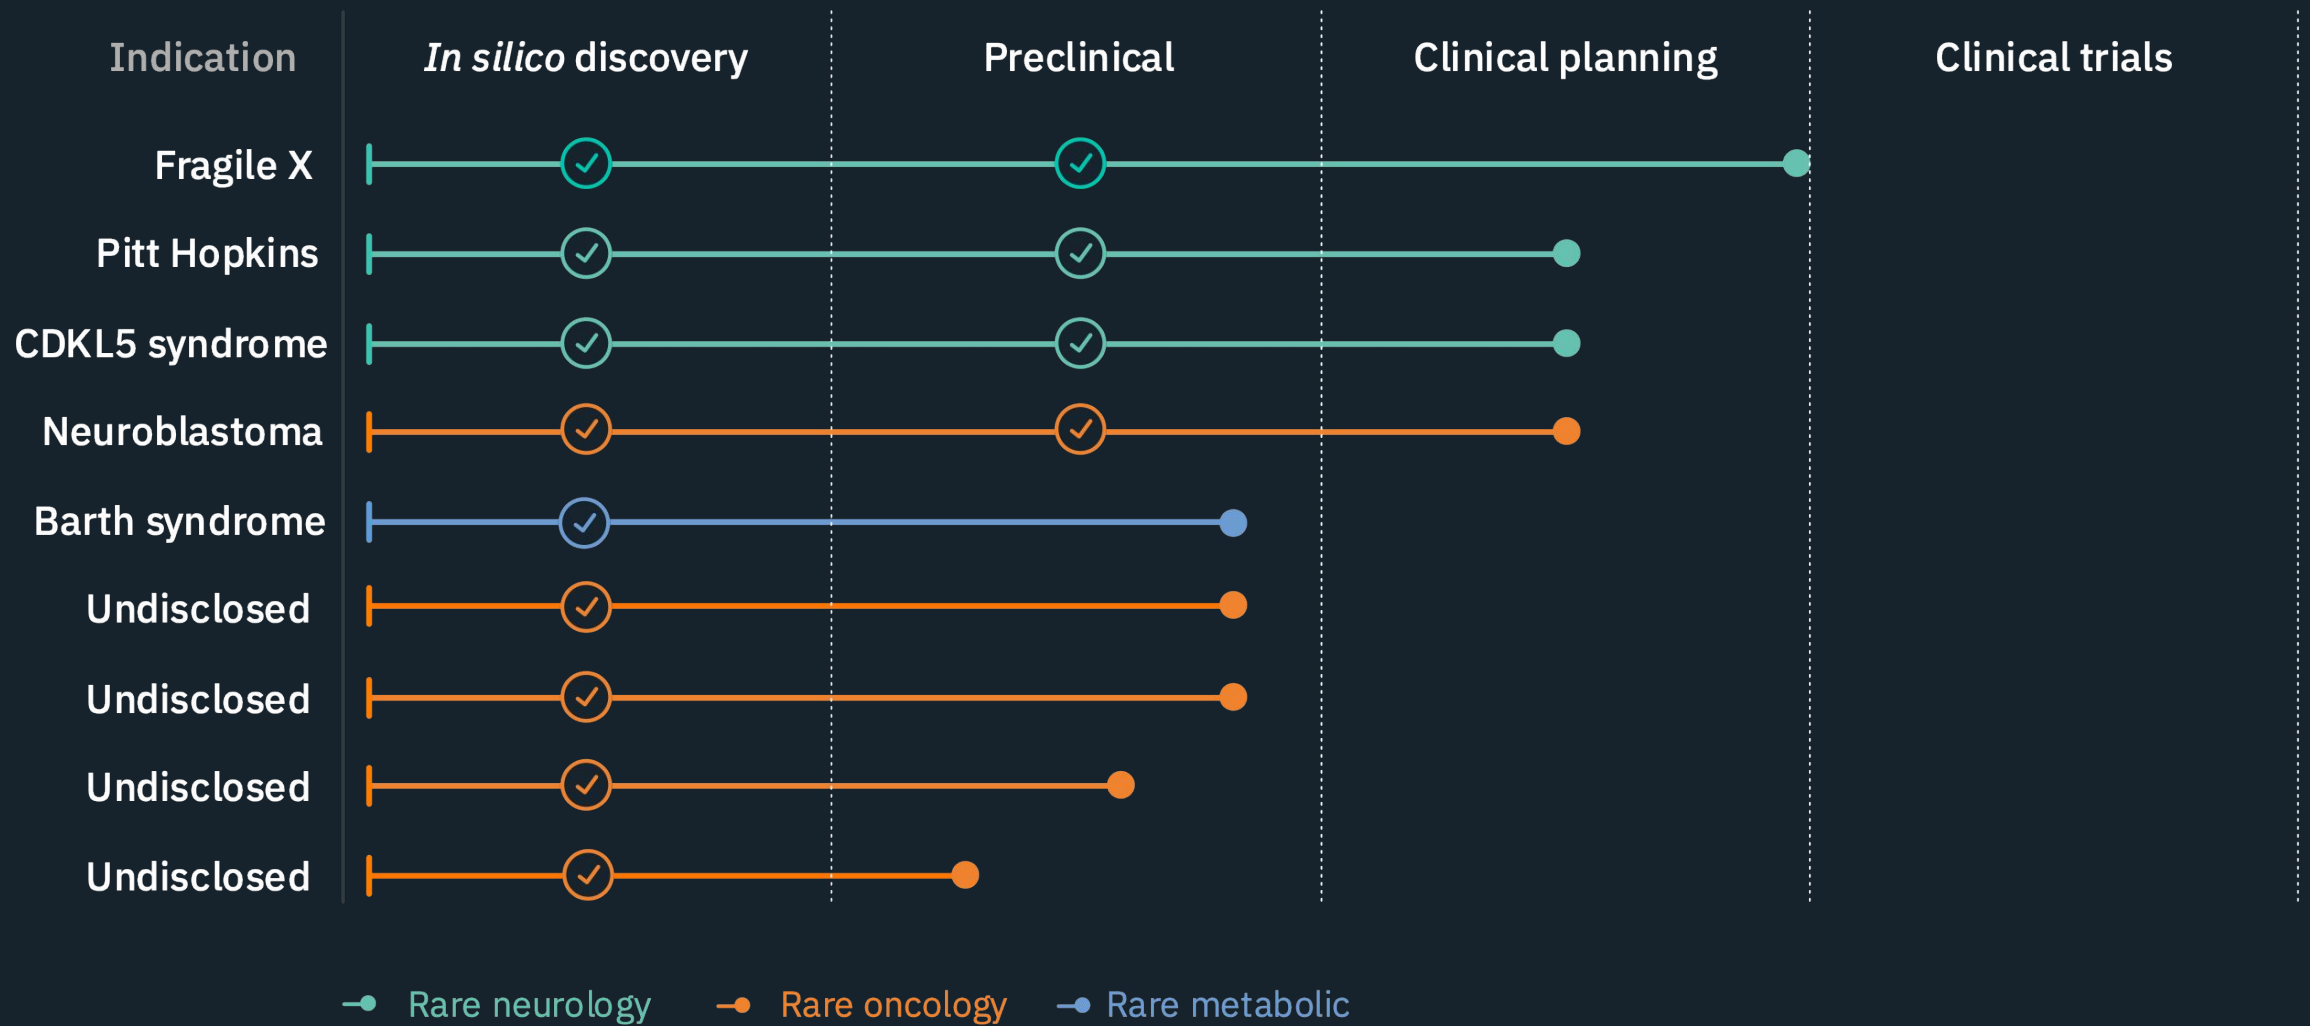 Indication
In silico discovery
Preclinical
Clinical planning
Clinical trials
Fragile X
Pitt Hopkins
CDKL5 syndrome
Neuroblastoma
Barth syndrome
Undisclosed
Undisclosed
Undisclosed
Undisclosed
Rare neurology
Rare oncology
Rare metabolic